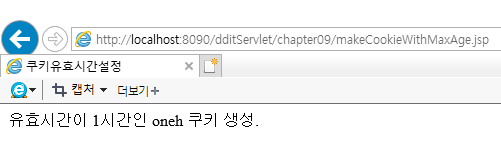 http://localhost:8090/dditServlet/chapter09/makeCookieWithMaxAge.jsp
쿠키유효시간설정
캡처 더보기+
유효시간이 1시간인 oneh 쿠키 생성.